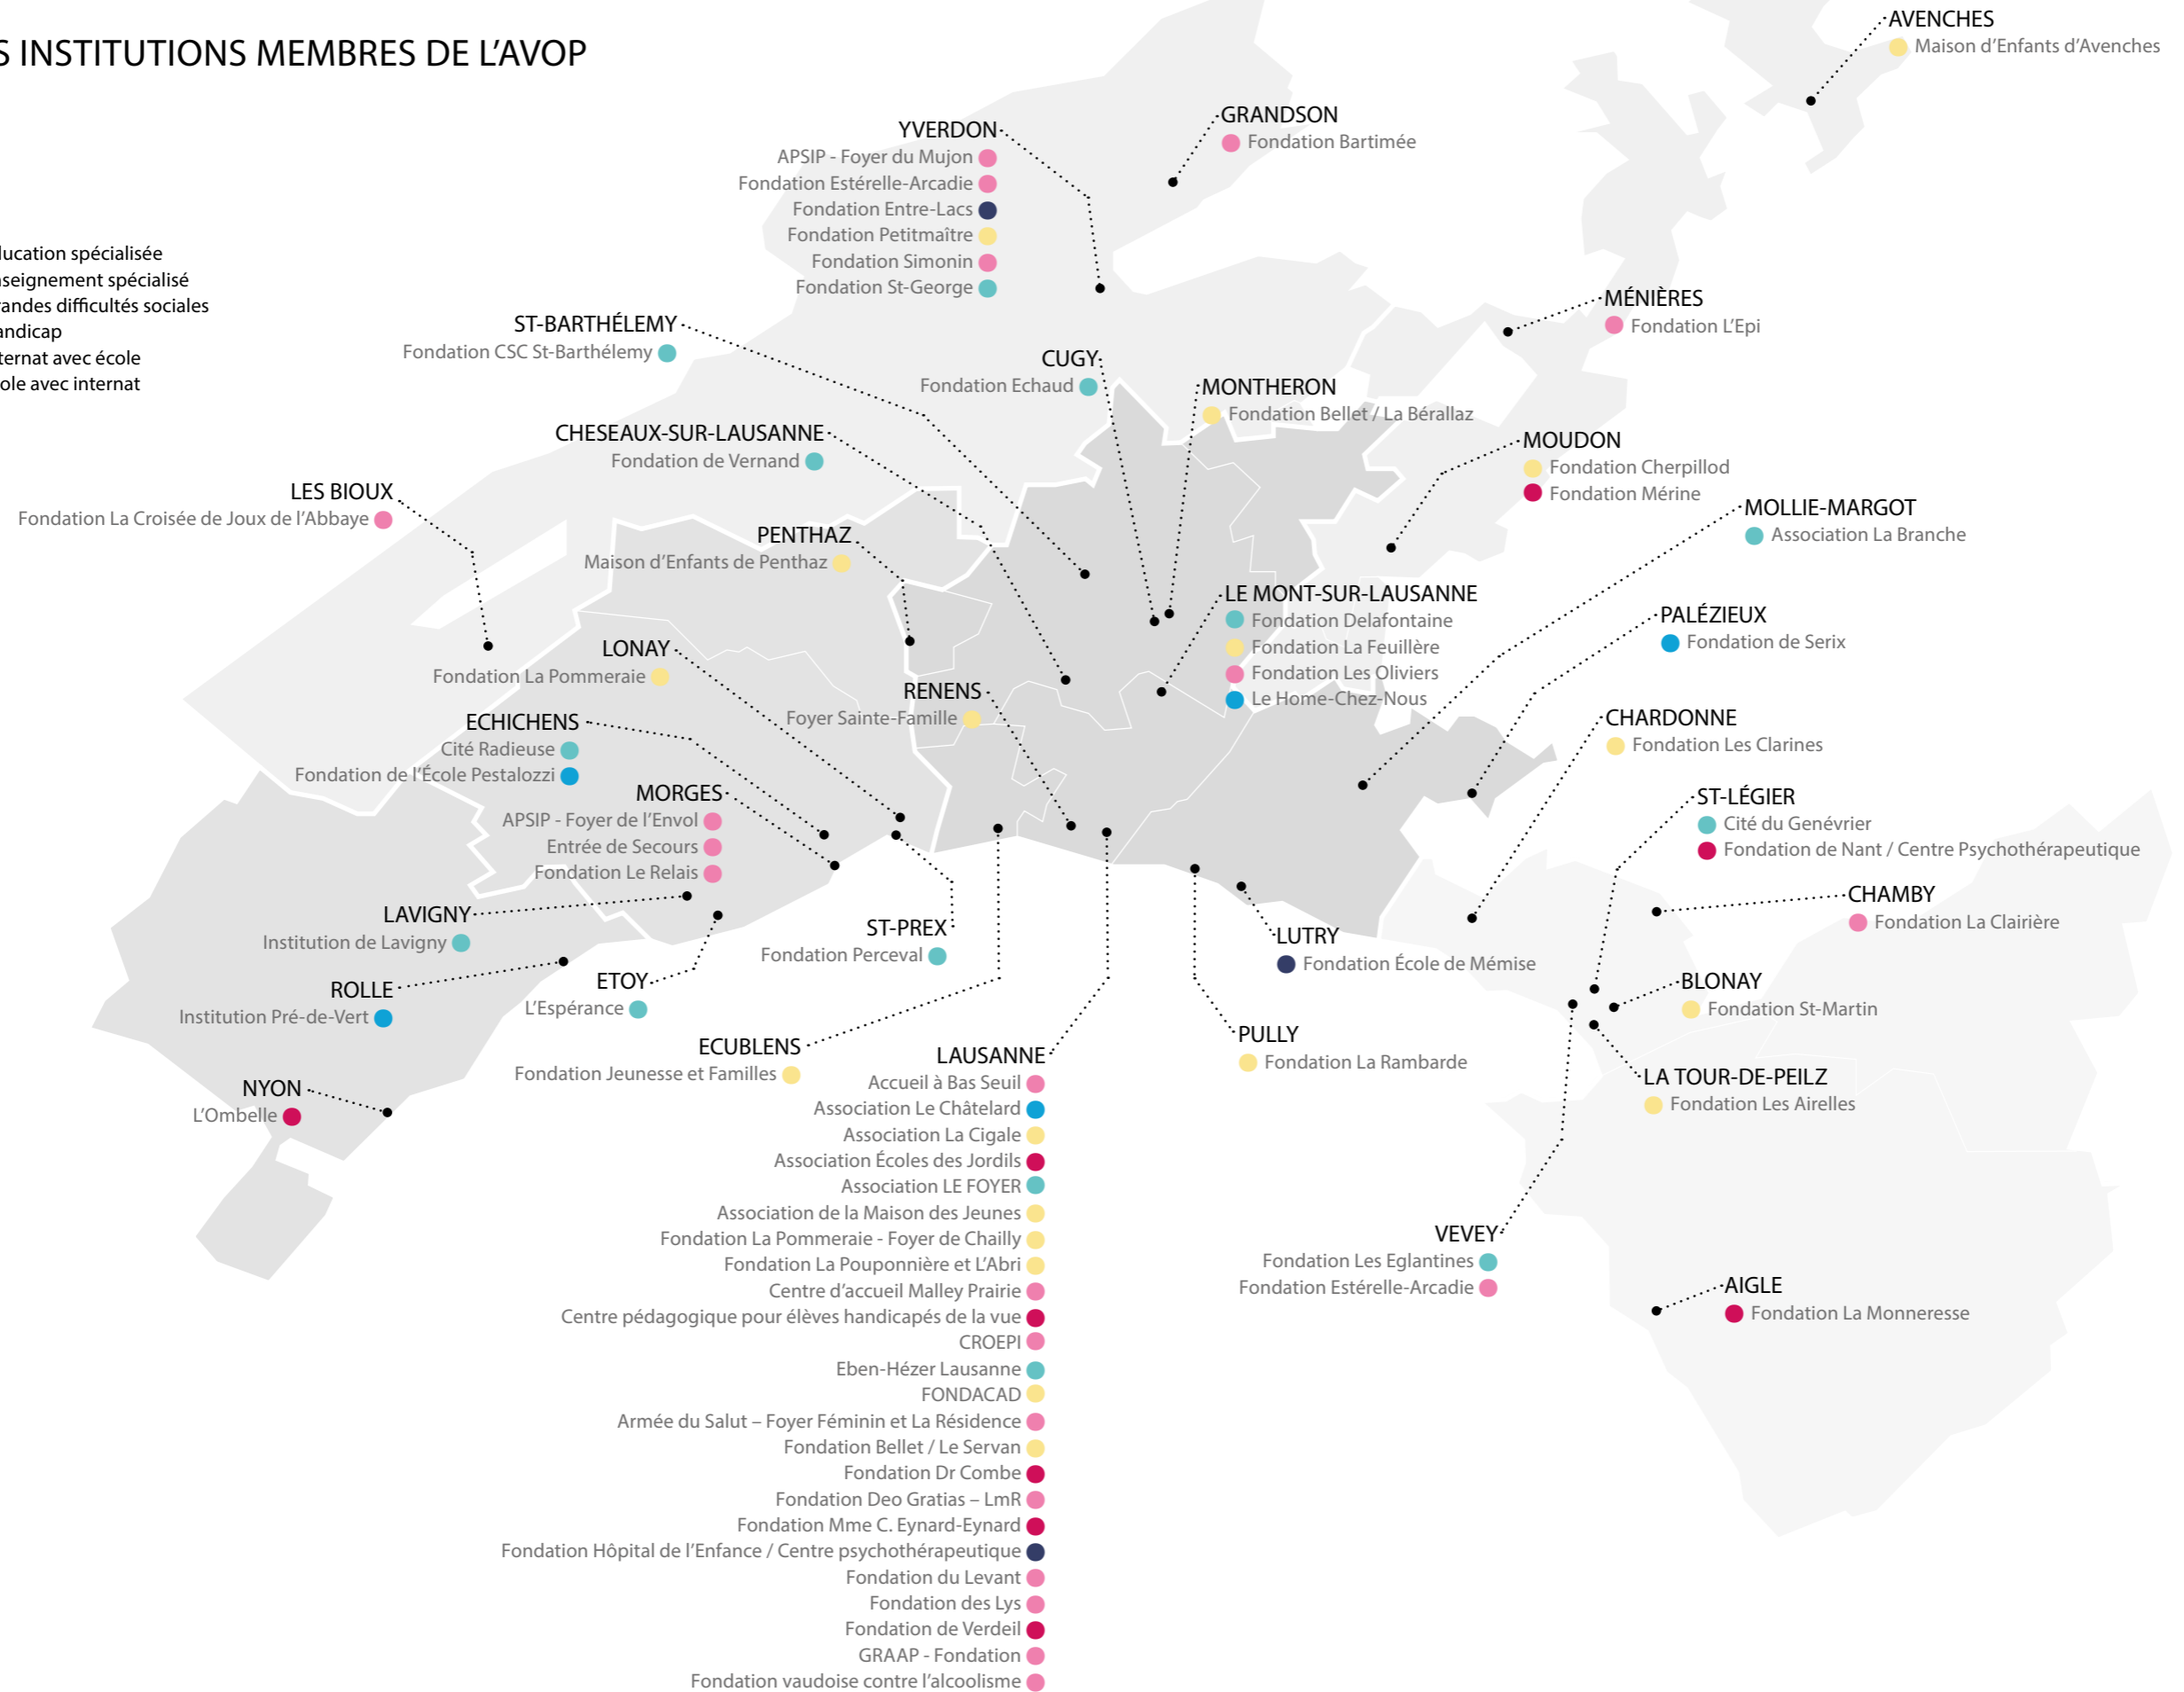 S INSTITUTIONS MEMBRES DE L'AVOP
ducation spécialisée
nseignement spécialisé
randes difficultés sociales
andicap
ternat avec école
ole avec internat
AVENCHES
Maison d'Enfants d'Avenches
GRANDSON
Fondation Bartimée
YVERDON
APSIP - Foyer du Mujon
Fondation Estérelle-Arcadie
Fondation Entre-Lacs
Fondation Petitmaître
Fondation Simonin
Fondation St-George
MÉNIÈRES
Fondation L'Epi
ST-BARTHÉLEMY
Fondation CSC St-Barthélemy
CUGY
Fondation Echaud
MONTHERON
Fondation Bellet / La Bérallaz
CHESEAUX-SUR-LAUSANNE
Fondation de Vernand
MOUDON
Fondation Cherpillod
Fondation Mérine
LES BIOUX
Fondation La Croisée de Joux de l'Abbaye
MOLLIE-MARGOT
Association La Branche
PENTHAZ
Maison d'Enfants de Penthaz
LE MONT-SUR-LAUSANNE
Fondation Delafontaine
Fondation La Feuillère
Fondation Les Oliviers
Le Home-Chez-Nous
PALÉZIEUX
Fondation de Serix
LONAY
Fondation La Pommeraie
RENENS
Foyer Sainte-Famille
ECHICHENS
Cité Radieuse
Fondation de l'École Pestalozzi
CHARDONNE
Fondation Les Clarines
MORGES
APSIP - Foyer de l'Envol
Entrée de Secours
Fondation Le Relais
ST-LÉGIER
Cité du Genévrier
Fondation de Nant / Centre Psychothérapeutique
CHAMBY
Fondation La Clairière
LAVIGNY
Institution de Lavigny
ST-PREX
Fondation Perceval
LUTRY
Fondation École de Mémise
ROLLE
Institution Pré-de-Vert
ETOY
L'Espérance
BLONAY
Fondation St-Martin
ECUBLENS
Fondation Jeunesse et Familles
PULLY
Fondation La Rambarde
LA TOUR-DE-PEILZ
Fondation Les Airelles
NYON
L'Ombelle
LAUSANNE
Accueil à Bas Seuil
Association Le Châtelard
Association La Cigale
Association Écoles des Jordils
Association LE FOYER
Association de la Maison des Jeunes
Fondation La Pommeraie - Foyer de Chailly
Fondation La Pouponnière et L'Abri
Centre d'accueil Malley Prairie
Centre pédagogique pour élèves handicapés de la vue
CROEPI
Eben-Hézer Lausanne
FONDACAD
Armée du Salut – Foyer Féminin et La Résidence
Fondation Bellet / Le Servan
Fondation Dr Combe
Fondation Deo Gratias – LmR
Fondation Mme C. Eynard-Eynard
Fondation Hôpital de l'Enfance / Centre psychothérapeutique
Fondation du Levant
Fondation des Lys
Fondation de Verdeil
GRAAP - Fondation
Fondation vaudoise contre l'alcoolisme
VEVEY
Fondation Les Eglantines
Fondation Estérelle-Arcadie
AIGLE
Fondation La Monneresse